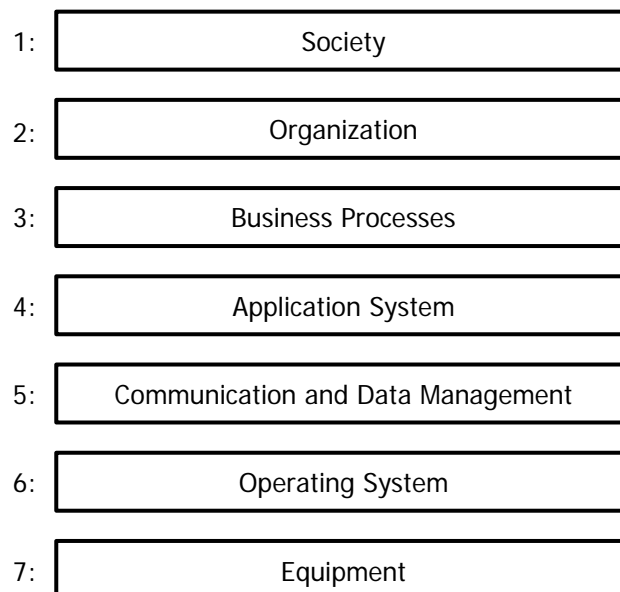 1: Society
2: Organization
3: Business Processes
4: Application System
5: Communication and Data Management
6: Operating System
7: Equipment